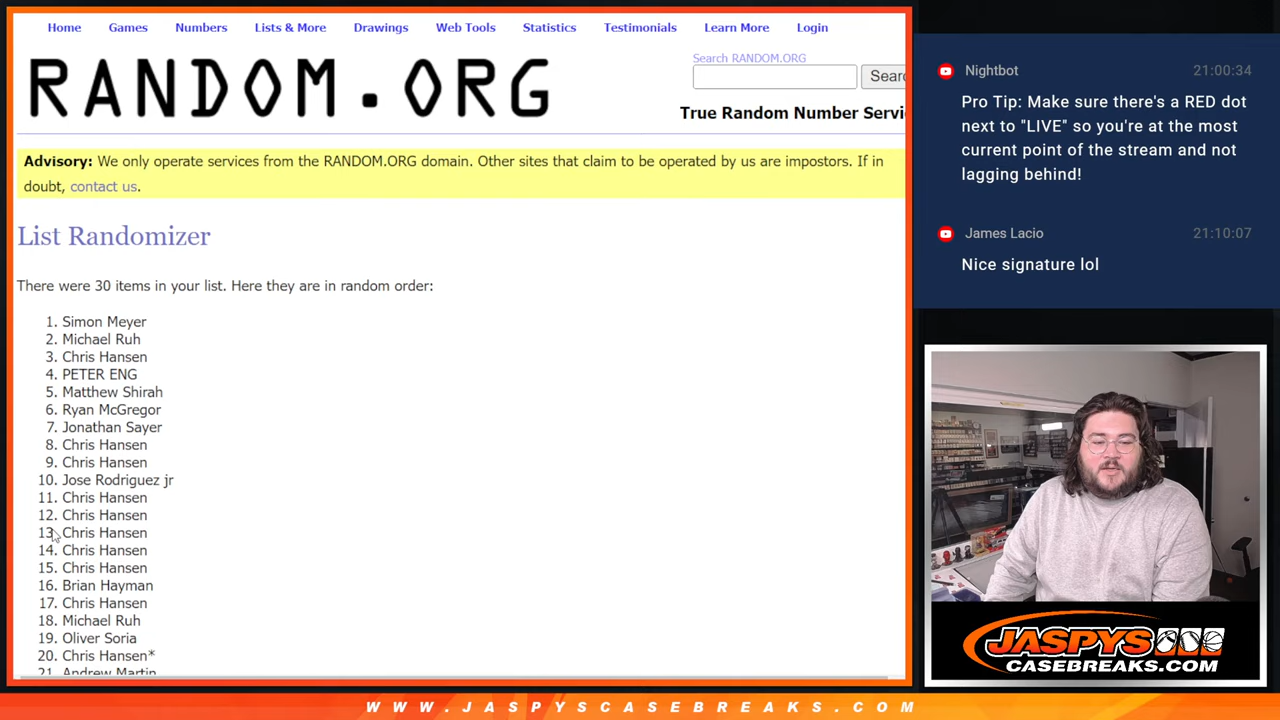 Home Games Numbers Lists & More Drawings Web Tools Statistics Testimonials Learn More Login
RANDOM.ORG
Search RANDOM.ORG
Searc
True Random Number Servi
Advisory: We only operate services from the RANDOM.ORG domain. Other sites that claim to be operated by us are impostors. If in
doubt, contact us.
List Randomizer
There were 30 items in your list. Here they are in random order:
1. Simon Meyer
2. Michael Ruh
3. Chris Hansen
4. PETER ENG
5. Matthew Shirah
6. Ryan McGregor
7. Jonathan Sayer
8. Chris Hansen
9. Chris Hansen
10. Jose Rodriguez jr
11. Chris Hansen
12. Chris Hansen
13. Chris Hansen
14. Chris Hansen
15. Chris Hansen
16. Brian Hayman
17. Chris Hansen
18. Michael Ruh
19. Oliver Soria
20. Chris Hansen*
21. Andrew Martin
Nightbot 21:00:34
Pro Tip: Make sure there's a RED dot
next to "LIVE" so you're at the most
current point of the stream and not
lagging behind!
James Lacio 21:10:07
Nice signature lol
JASPYS
CASEBREAKS.COM
WWW.JASPYSCASEBREAKS.COM